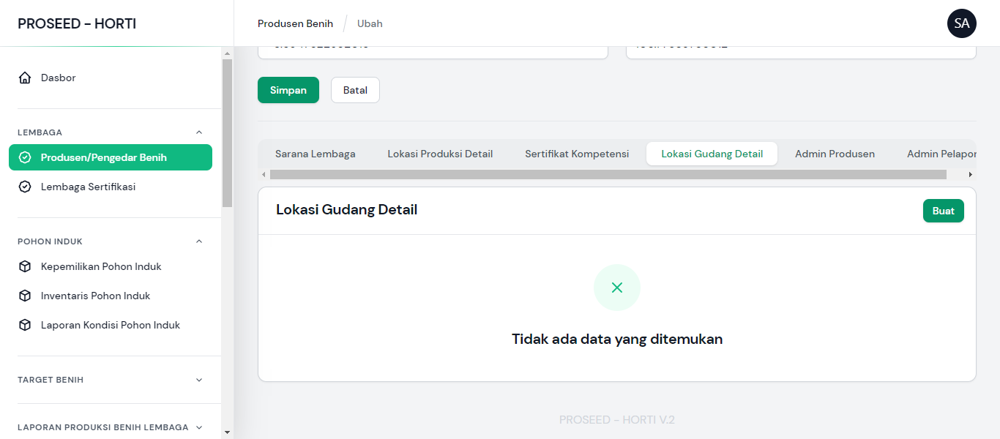 PROSEED - HORTI
Produsen Benih / Ubah
SA
Dasbor
LEMBAGA
Produsen/Pengedar Benih
Lembaga Sertifikasi
POHON INDUK
Kepemilikan Pohon Induk
Inventaris Pohon Induk
Laporan Kondisi Pohon Induk
TARGET BENIH
LAPORAN PRODUKSI BENIH LEMBAGA
Simpan
Batal
Sarana Lembaga
Lokasi Produksi Detail
Sertifikat Kompetensi
Lokasi Gudang Detail
Admin Produsen
Admin Pelapor
Lokasi Gudang Detail
Buat
Tidak ada data yang ditemukan
PROSEED - HORTI V.2